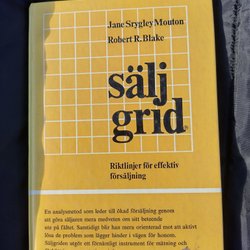 Jane Srygley Mouton
Robert R. Blake
sälj
grid
Riktlinjer för effektiv
försäljning
En analysmetod som leder till ökad försäljning genom
att göra säljaren mera medveten om sitt beteende
ute på fältet. Samtidigt blir han mera orienterad mot att aktivt
lösa de problem som lägger hinder i vägen för honom.
Säljgriden utgör ett förnämligt instrument för mätning och